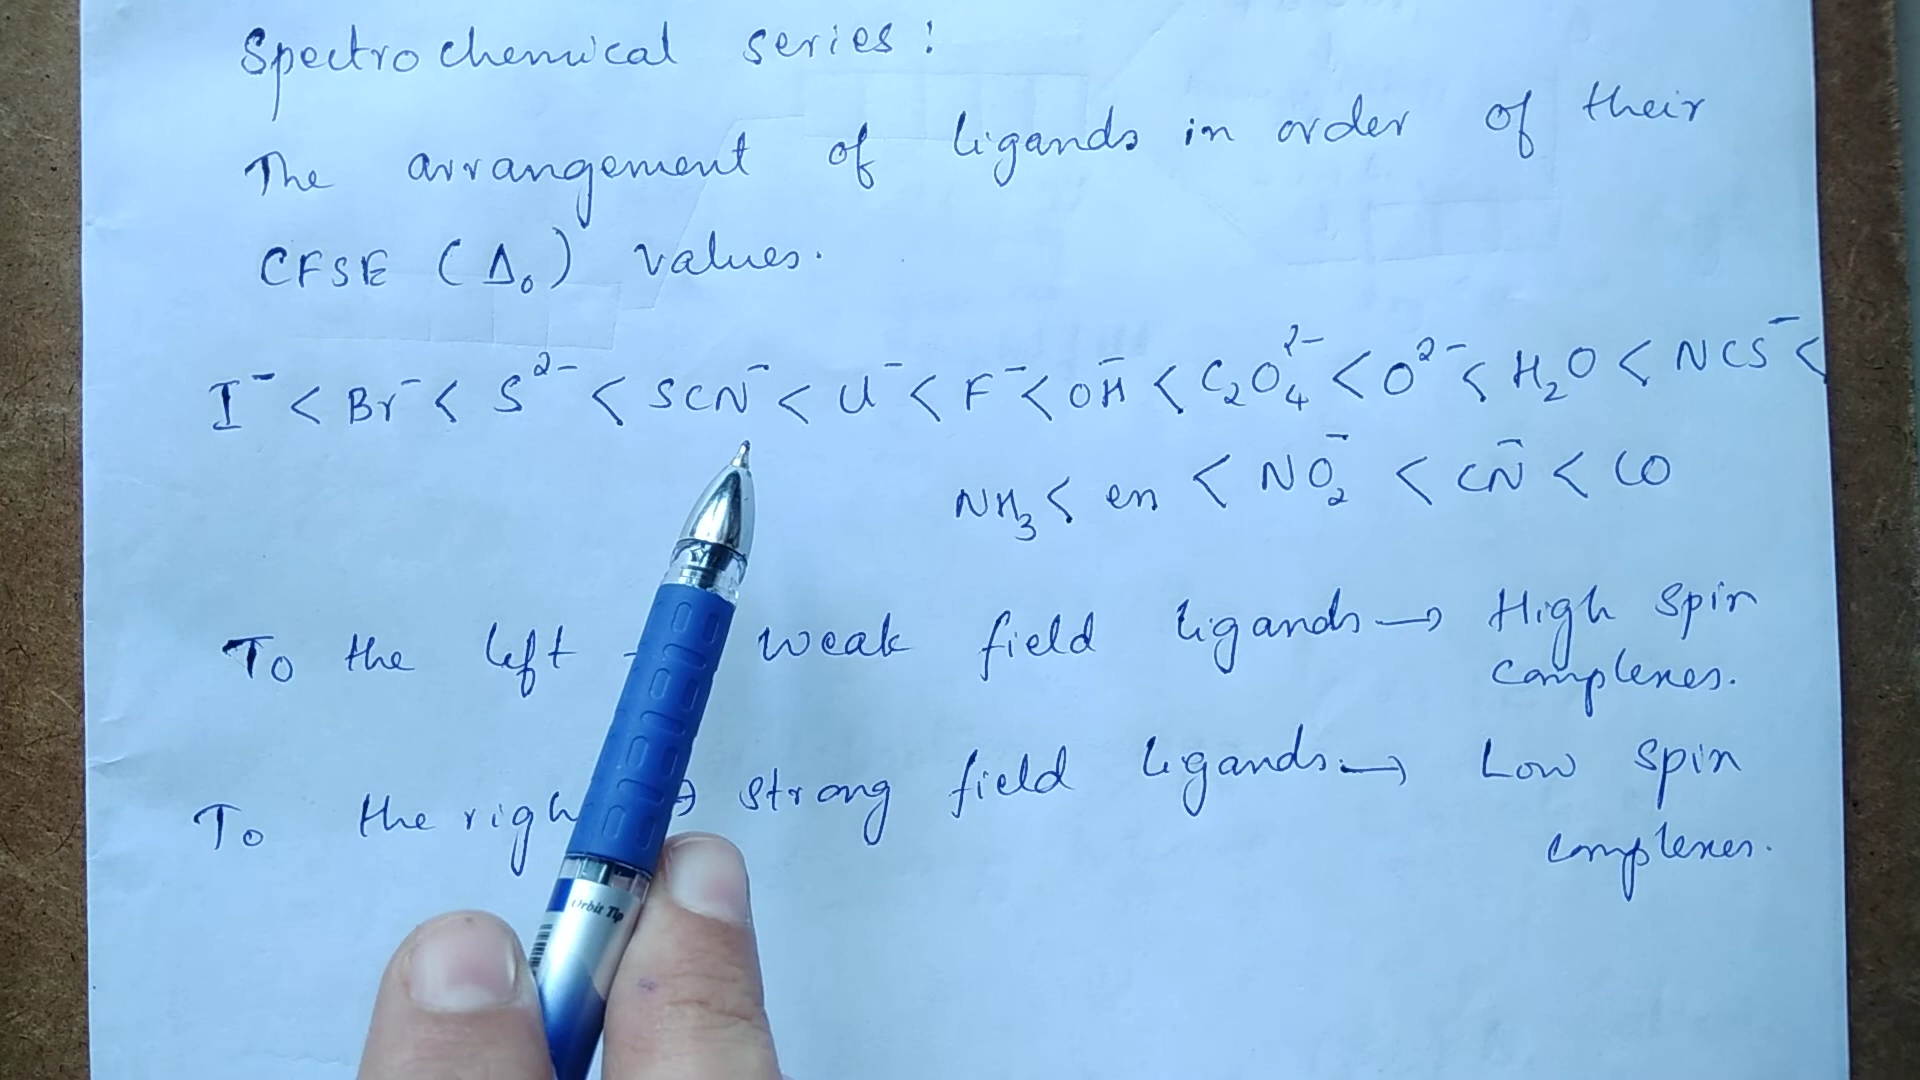 Spectrochemical series:
The arrangement of ligands in order of their
CFSE (Δ₀) values.
I⁻ < Br⁻ < S²⁻ < SCN⁻ < Cl⁻ < F⁻ < OH⁻ < C₂O₄²⁻ < O²⁻ < H₂O < NCS⁻ <
NH₃ < en < NO₂⁻ < CN⁻ < CO
To the left weak field ligands → High spin
complexes.
To the strong field ligands → Low spin
complexes.
Orbit Tip